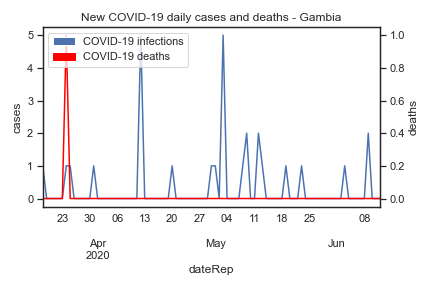 New COVID-19 daily cases and deaths - Gambia
COVID-19 infections
COVID-19 deaths
5
4
3
2
1
0
cases
1.0
0.8
0.6
0.4
0.2
0.0
deaths
23 30 06 13 20 27 04 11 18 25 08
Apr May Jun
2020
dateRep